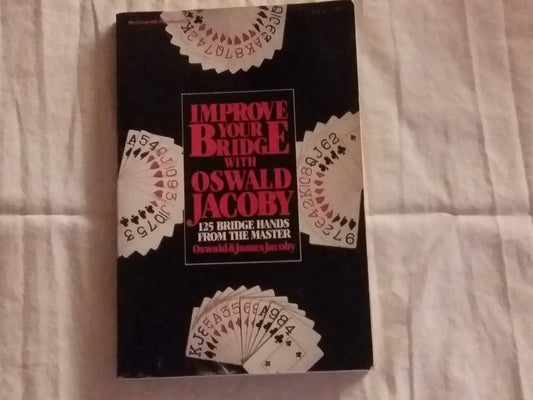 IMPROVE
YOUR
BRIDGE
WITH
OSWALD
JACOBY
125 BRIDGE HANDS
FROM THE MASTER
Oswald & James Jacoby